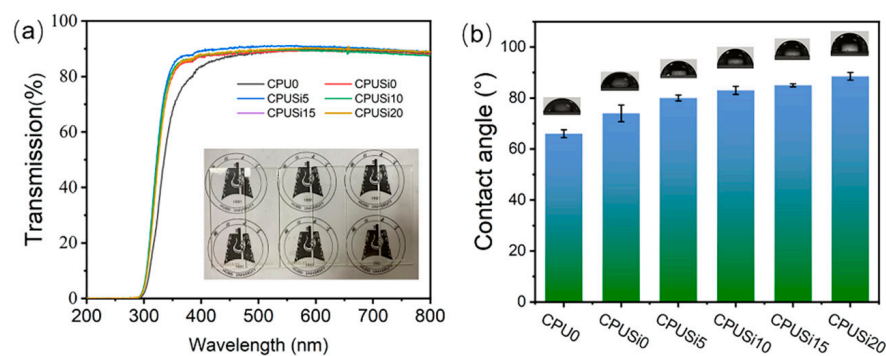 (a)
Transmission(%)
100
80
60
40
20
0
CPU0
CPUSi0
CPUSi5
CPUSi10
CPUSi15
CPUSi20
200
300
400
500
600
700
800
Wavelength (nm)
(b)
Contact angle (°)
100
80
60
40
20
0
CPU0
CPUSi0
CPUSi5
CPUSi10
CPUSi15
CPUSi20